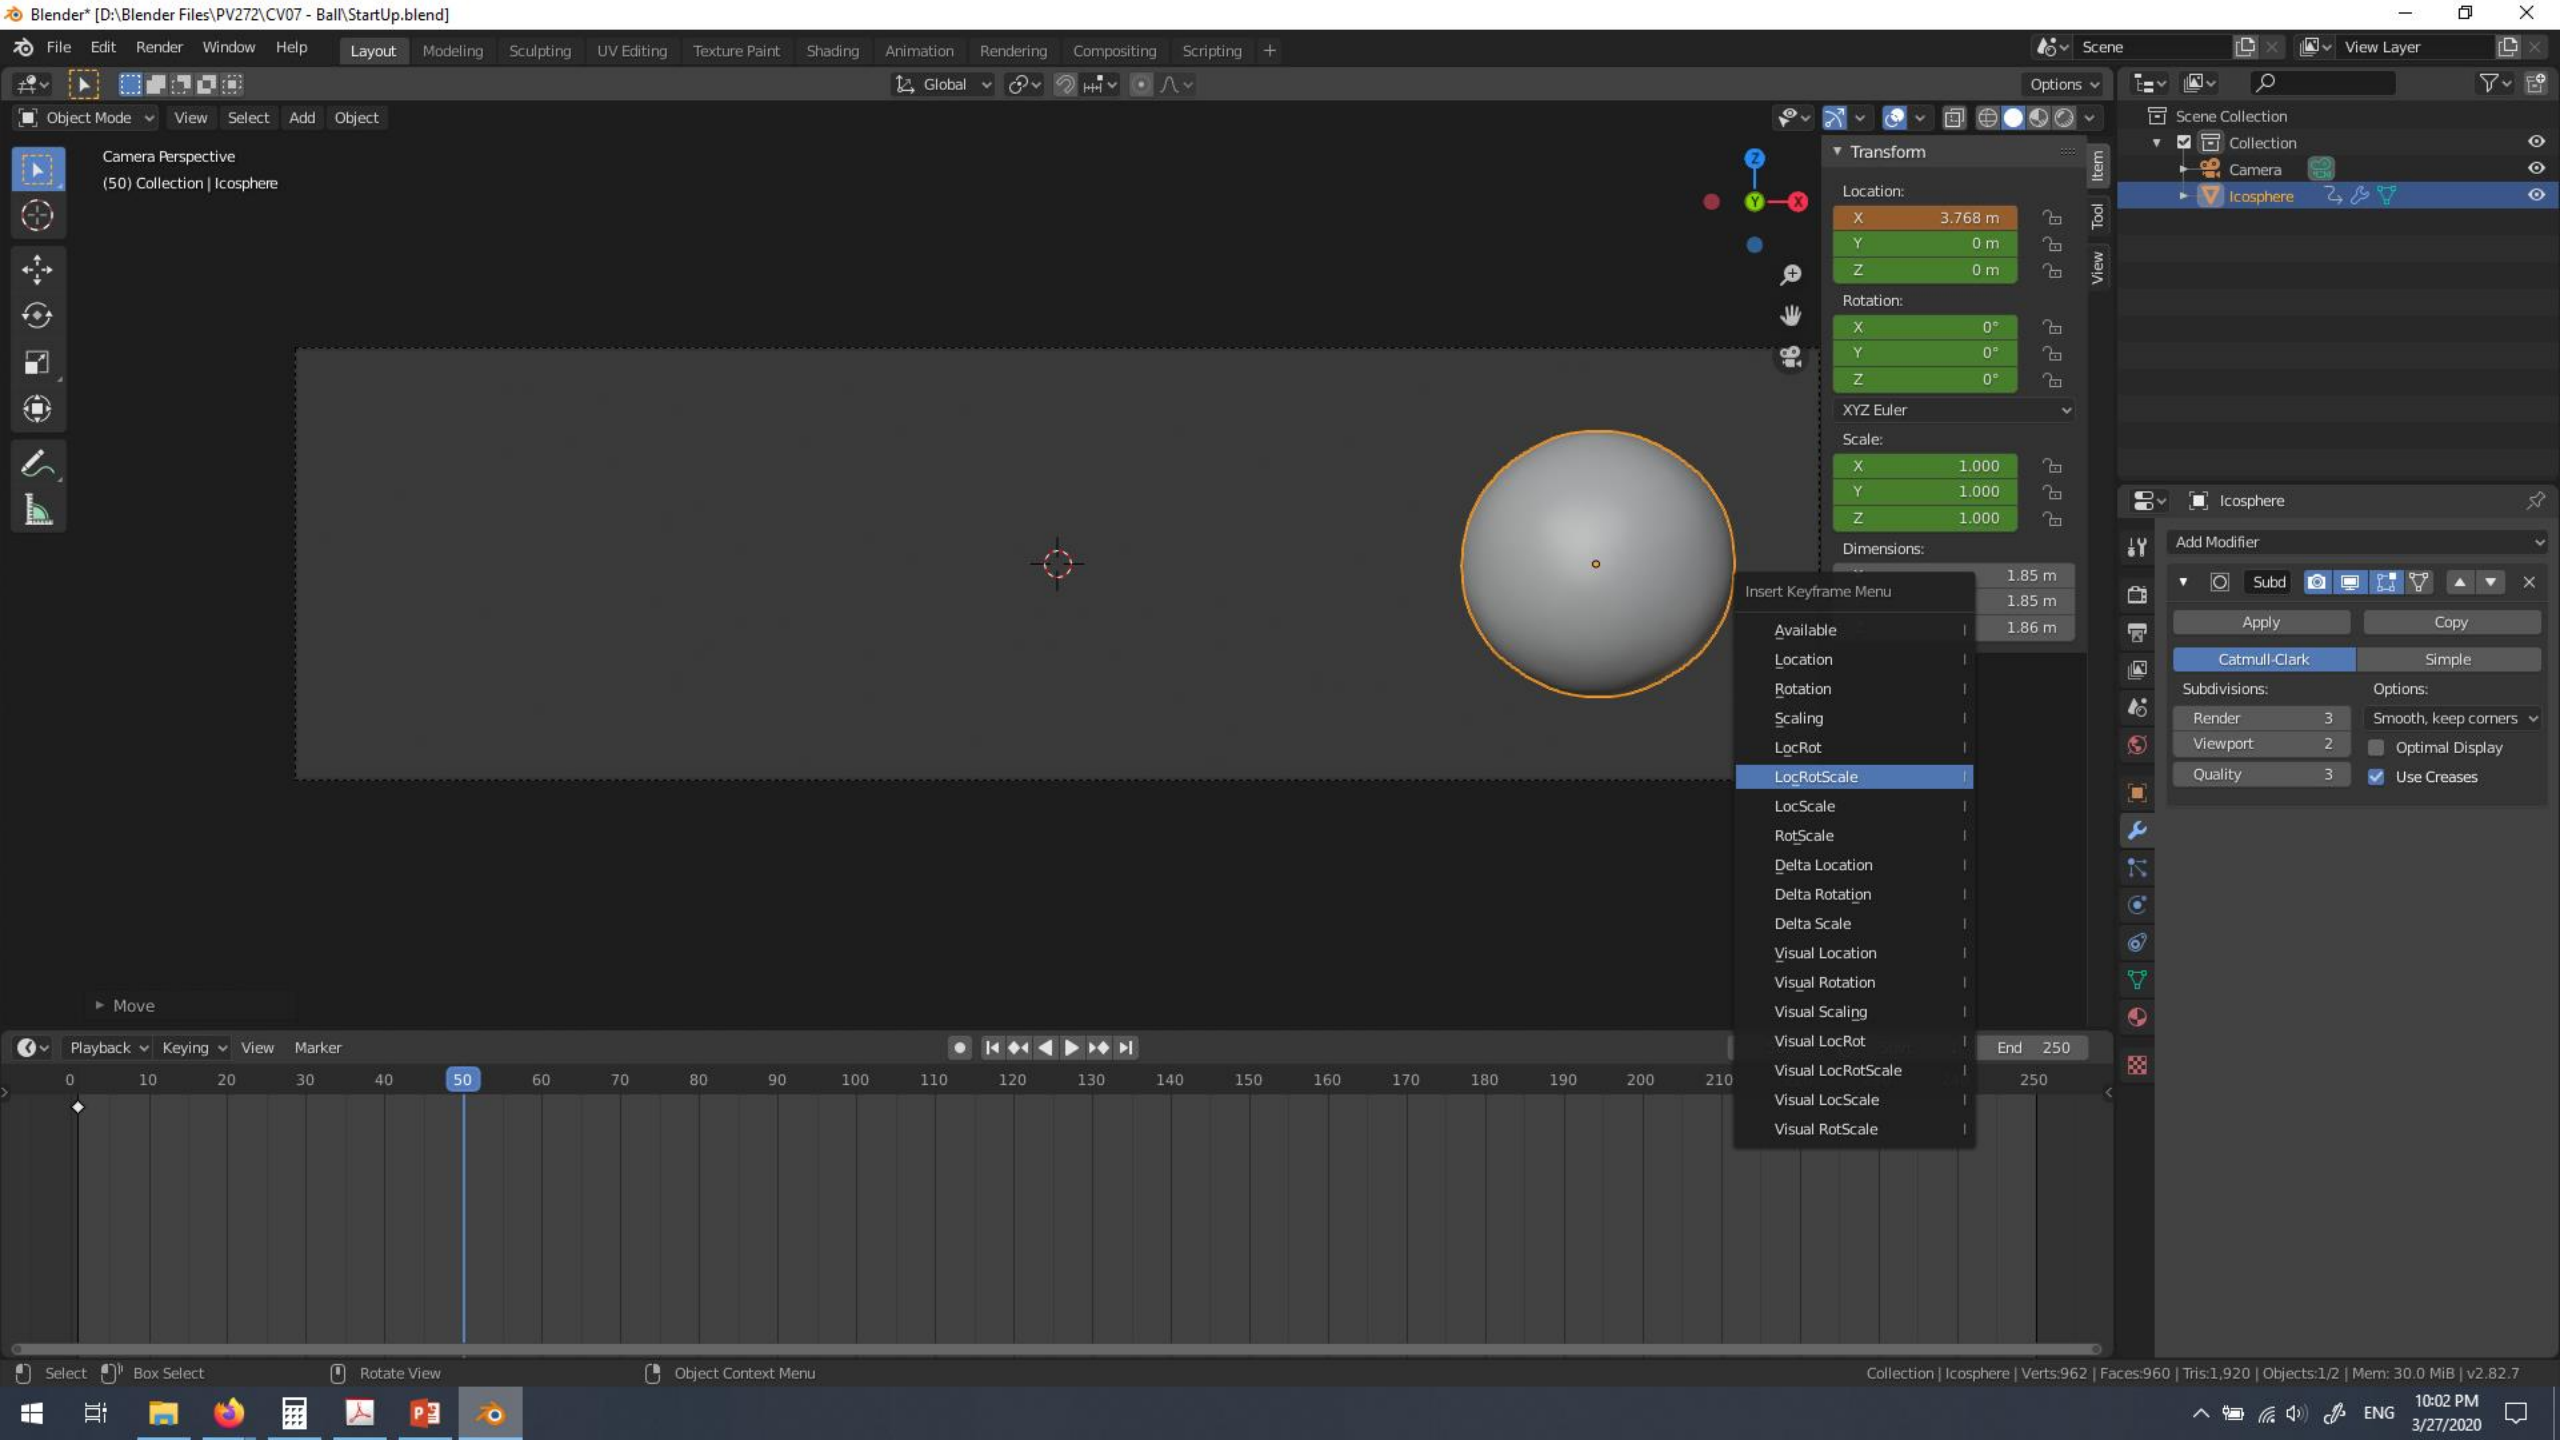 Blender* [D:\Blender Files\PV272\CV07 - Ball\StartUp.blend]
File Edit Render Window Help Layout Modeling Sculpting UV Editing Texture Paint Shading Animation Rendering Compositing Scripting + Scene View Layer
Global Options
Object Mode View Select Add Object
Camera Perspective
(50) Collection | Icosphere
Z
Y
X
Transform
Location:
X 3.768 m
Y 0 m
Z 0 m
Rotation:
X 0°
Y 0°
Z 0°
XYZ Euler
Scale:
X 1.000
Y 1.000
Z 1.000
Dimensions:
1.85 m
1.85 m
1.86 m
Item
Tool
View
Scene Collection
Collection
Camera
Icosphere
Icosphere
Add Modifier
Subd
Apply Copy
Catmull-Clark Simple
Subdivisions: Options:
Render 3 Smooth, keep corners
Viewport 2 Optimal Display
Quality 3 Use Creases
Insert Keyframe Menu
Available I
Location I
Rotation I
Scaling I
LocRot I
LocRotScale I
LocScale I
RotScale I
Delta Location I
Delta Rotation I
Delta Scale I
Visual Location I
Visual Rotation I
Visual Scaling I
Visual LocRot I
Visual LocRotScale I
Visual LocScale I
Visual RotScale I
Move
Playback Keying View Marker End 250
0 10 20 30 40 50 60 70 80 90 100 110 120 130 140 150 160 170 180 190 200 210 250
Select Box Select Rotate View Object Context Menu Collection | Icosphere | Verts:962 | Faces:960 | Tris:1,920 | Objects:1/2 | Mem: 30.0 MiB | v2.82.7
ENG
10:02 PM
3/27/2020